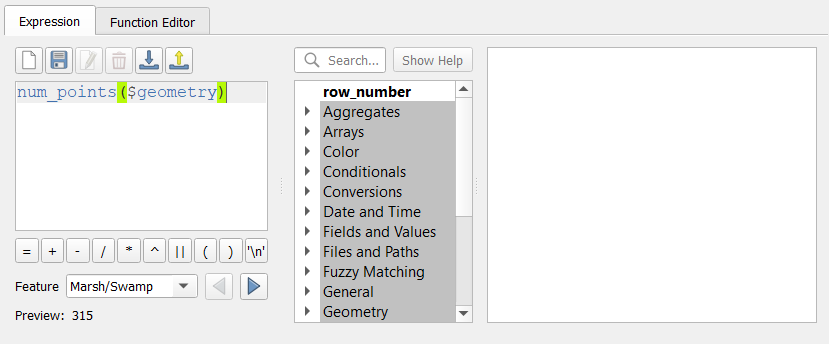 Expression
Function Editor
Search...
Show Help
num_points($geometry)
row_number
Aggregates
Arrays
Color
Conditionals
Conversions
Date and Time
Fields and Values
Files and Paths
Fuzzy Matching
General
Geometry
= + - / * ^ || ( ) '\n'
Feature Marsh/Swamp
Preview: 315